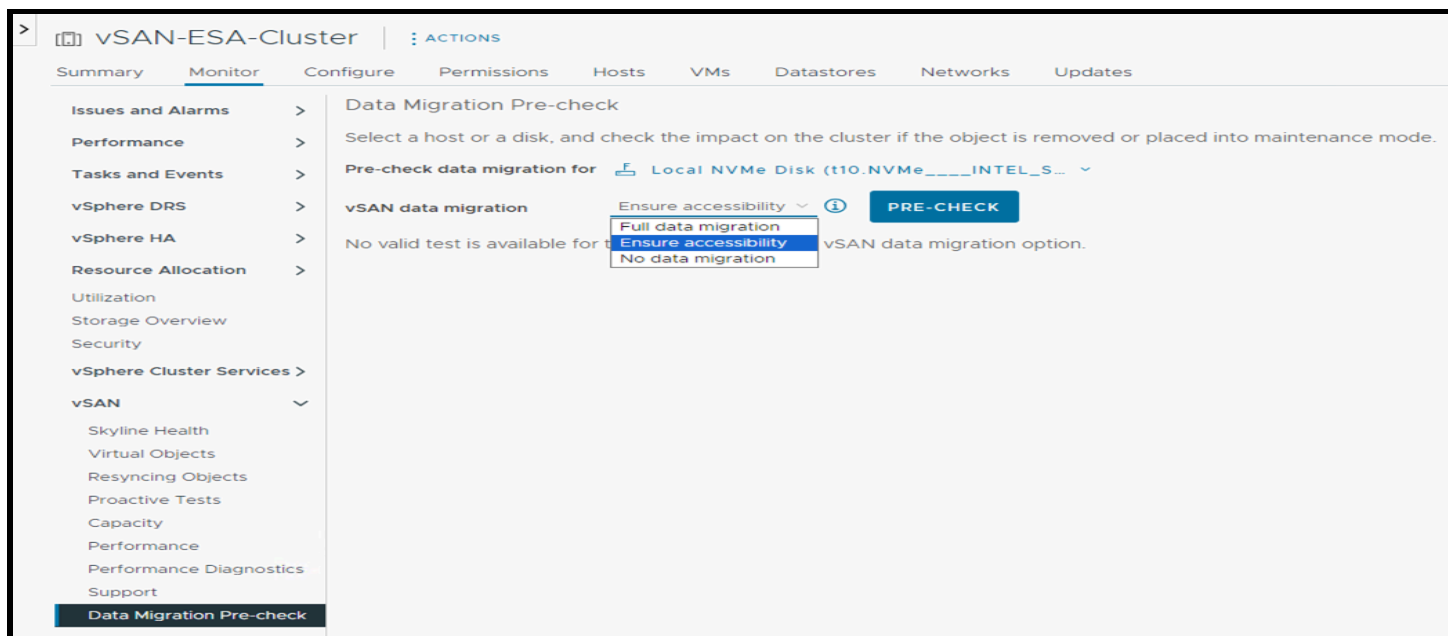 vSAN-ESA-Cluster
ACTIONS
Summary Monitor Configure Permissions Hosts VMs Datastores Networks Updates
Issues and Alarms
Performance
Tasks and Events
vSphere DRS
vSphere HA
Resource Allocation
Utilization
Storage Overview
Security
vSphere Cluster Services
vSAN
Skyline Health
Virtual Objects
Resyncing Objects
Proactive Tests
Capacity
Performance
Performance Diagnostics
Support
Data Migration Pre-check
Data Migration Pre-check
Select a host or a disk, and check the impact on the cluster if the object is removed or placed into maintenance mode.
Pre-check data migration for Local NVMe Disk (t10.NVMe____INTEL_S…
vSAN data migration Ensure accessibility PRE-CHECK
Full data migration
Ensure accessibility
No data migration
No valid test is available for vSAN data migration option.